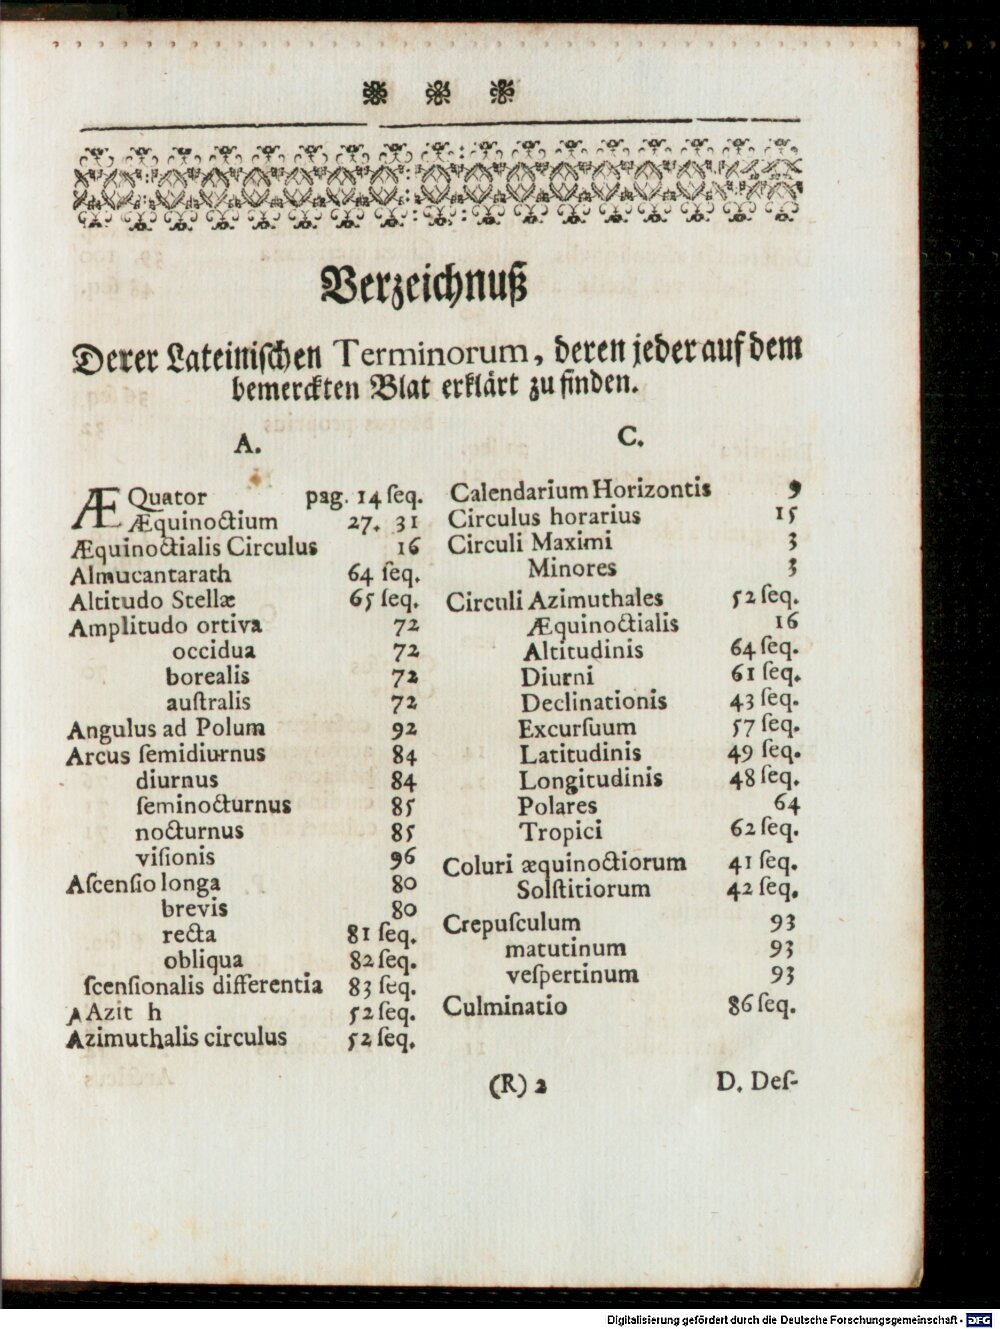 Verzeichnuß
Derer Lateiniſchen Terminorum, deren jeder auf dem
bemerckten Blat erklärt zu finden.
A.
ÆQuator pag. 14 ſeq.
Æquinoctium 27. 31
Æquinoctialis Circulus 16
Almucantarath 64 ſeq.
Altitudo Stellæ 65 ſeq.
Amplitudo ortiva 72
occidua 72
borealis 72
auſtralis 72
Angulus ad Polum 92
Arcus ſemidiurnus 84
diurnus 84
ſeminocturnus 85
nocturnus 85
viſionis 96
Aſcenſio longa 80
brevis 80
recta 81 ſeq.
obliqua 82 ſeq.
ſcenſionalis differentia 83 ſeq.
A Azit h 52 ſeq.
Azimuthalis circulus 52 ſeq.
C.
Calendarium Horizontis 9
Circulus horarius 15
Circuli Maximi 3
Minores 3
Circuli Azimuthales 52 ſeq.
Æquinoctialis 16
Altitudinis 64 ſeq.
Diurni 61 ſeq.
Declinationis 43 ſeq.
Excurſuum 57 ſeq.
Latitudinis 49 ſeq.
Longitudinis 48 ſeq.
Polares 64
Tropici 62 ſeq.
Coluri æquinoctiorum 41 ſeq.
Solſtitiorum 42 ſeq.
Crepuſculum 93
matutinum 93
veſpertinum 93
Culminatio 86 ſeq.
(R) 2 D. Deſ-
Digitalisierung gefördert durch die Deutsche Forschungsgemeinschaft - DFG